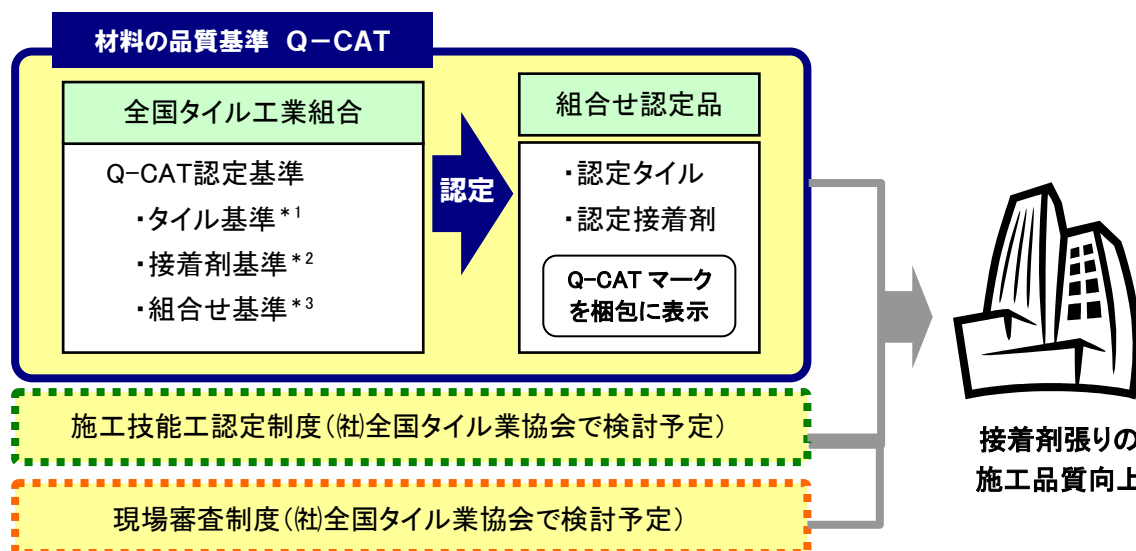 材料の品質基準 Q-CAT
全国タイル工業組合
Q-CAT認定基準
・タイル基準*1
・接着剤基準*2
・組合せ基準*3
認定
組合せ認定品
・認定タイル
・認定接着剤
Q-CAT マーク
を梱包に表示
施工技能工認定制度(㈳全国タイル業協会で検討予定)
現場審査制度(㈳全国タイル業協会で検討予定)
接着剤張りの
施工品質向上